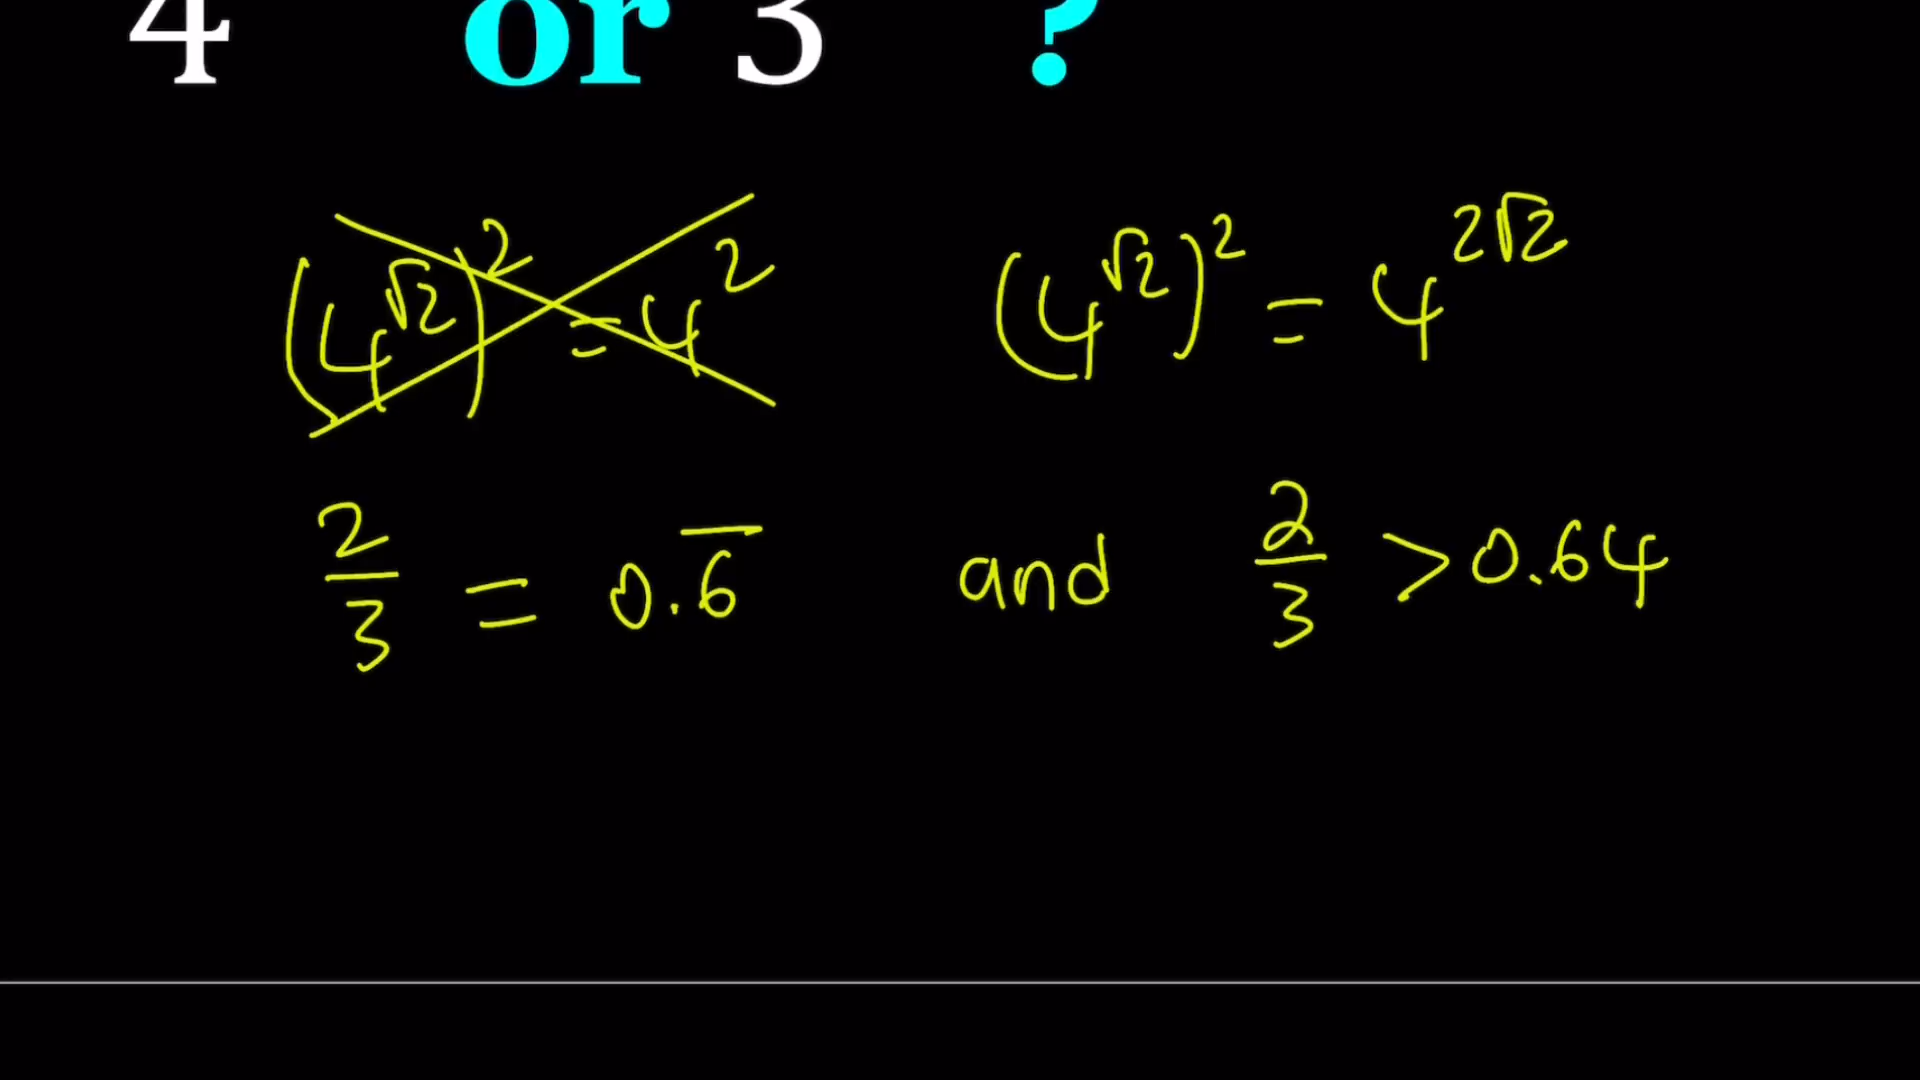 4 or 3 ?
(4^√2)^2 = 4^2 (4^√2)^2 = 4^2√2
2/3 = 0.6̅ and 2/3 > 0.64